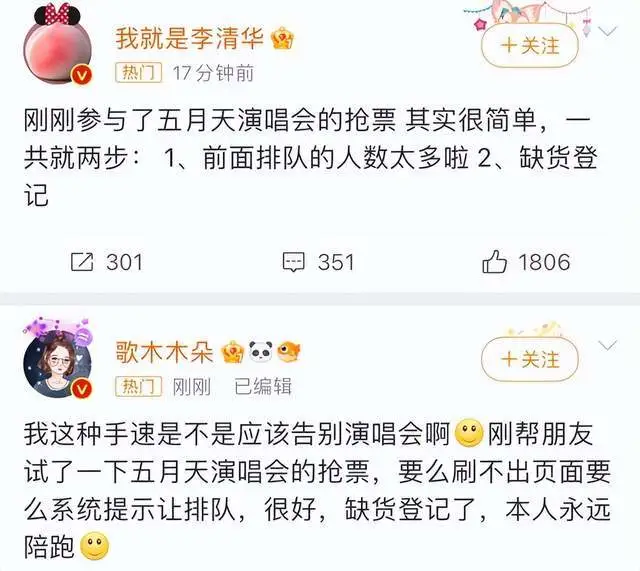 我就是李清华
+关注
热门 17分钟前
刚刚参与了五月天演唱会的抢票 其实很简单，一
共就两步： 1、前面排队的人数太多啦 2、缺货登
记
301 351 1806
歌木木朵
+关注
热门 刚刚 已编辑
我这种手速是不是应该告别演唱会啊🙂刚帮朋友
试了一下五月天演唱会的抢票，要么刷不出页面要
么系统提示让排队，很好，缺货登记了，本人永远
陪跑🙂